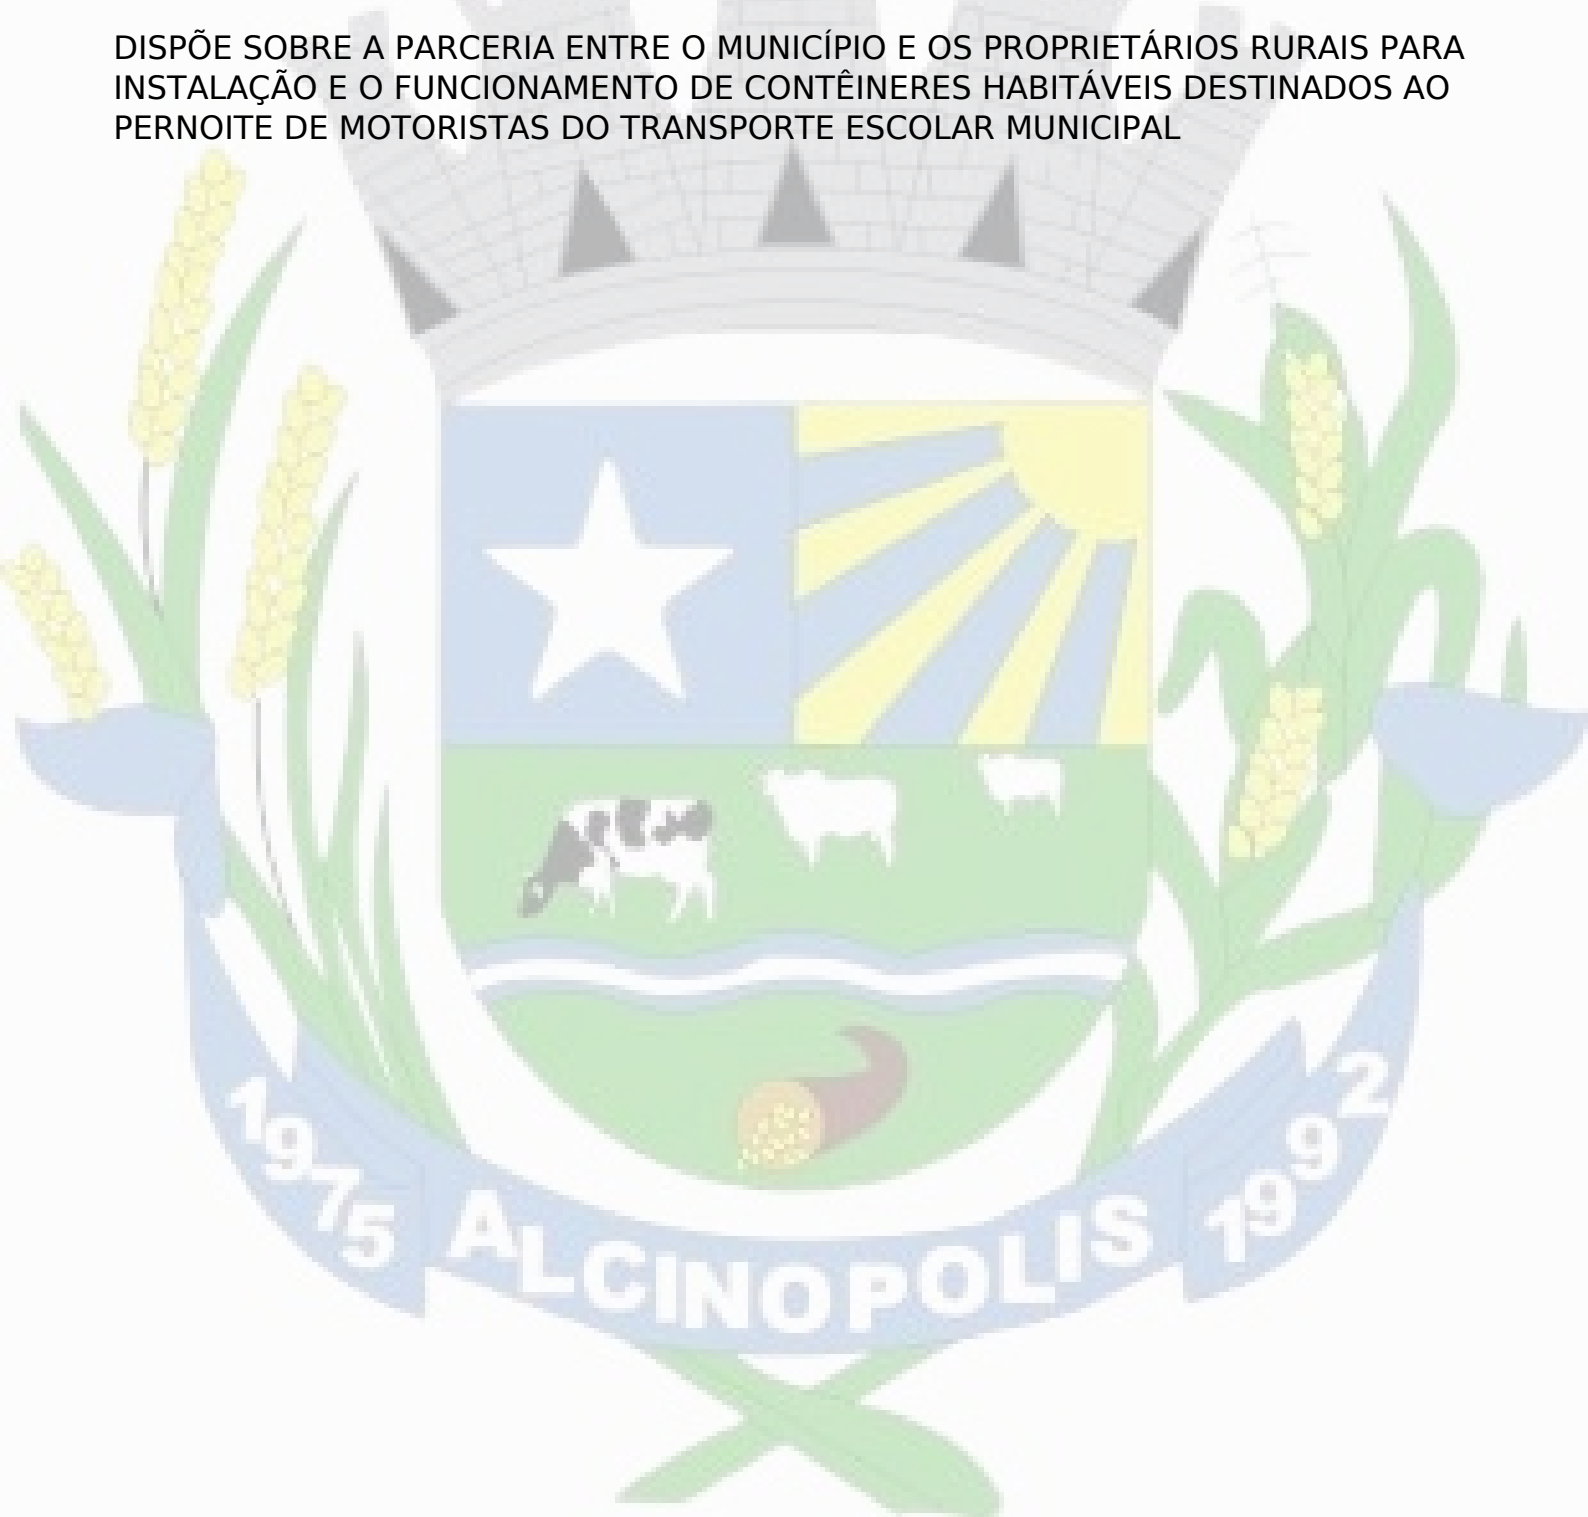 DISPÕE SOBRE A PARCERIA ENTRE O MUNICÍPIO E OS PROPRIETÁRIOS RURAIS PARA
INSTALAÇÃO E O FUNCIONAMENTO DE CONTÊINERES HABITÁVEIS DESTINADOS AO
PERNOITE DE MOTORISTAS DO TRANSPORTE ESCOLAR MUNICIPAL
1975 ALCINOPOLIS 1992